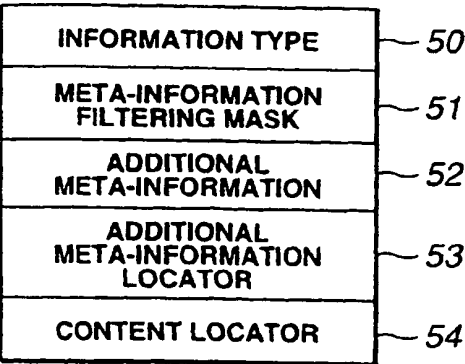 INFORMATION TYPE 50
META-INFORMATION
FILTERING MASK 51
ADDITIONAL
META-INFORMATION 52
ADDITIONAL
META-INFORMATION 53
LOCATOR
CONTENT LOCATOR 54